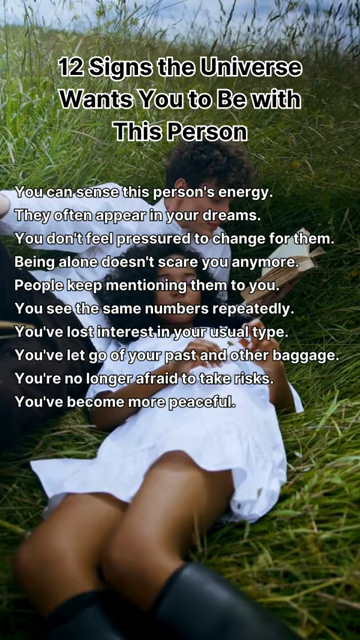 12 Signs the Universe
Wants You to Be with
This Person
You can sense this person's energy.
They often appear in your dreams.
You don't feel pressured to change for them.
Being alone doesn't scare you anymore.
People keep mentioning them to you.
You see the same numbers repeatedly.
You've lost interest in your usual type.
You've let go of your past and other baggage.
You're no longer afraid to take risks.
You've become more peaceful.